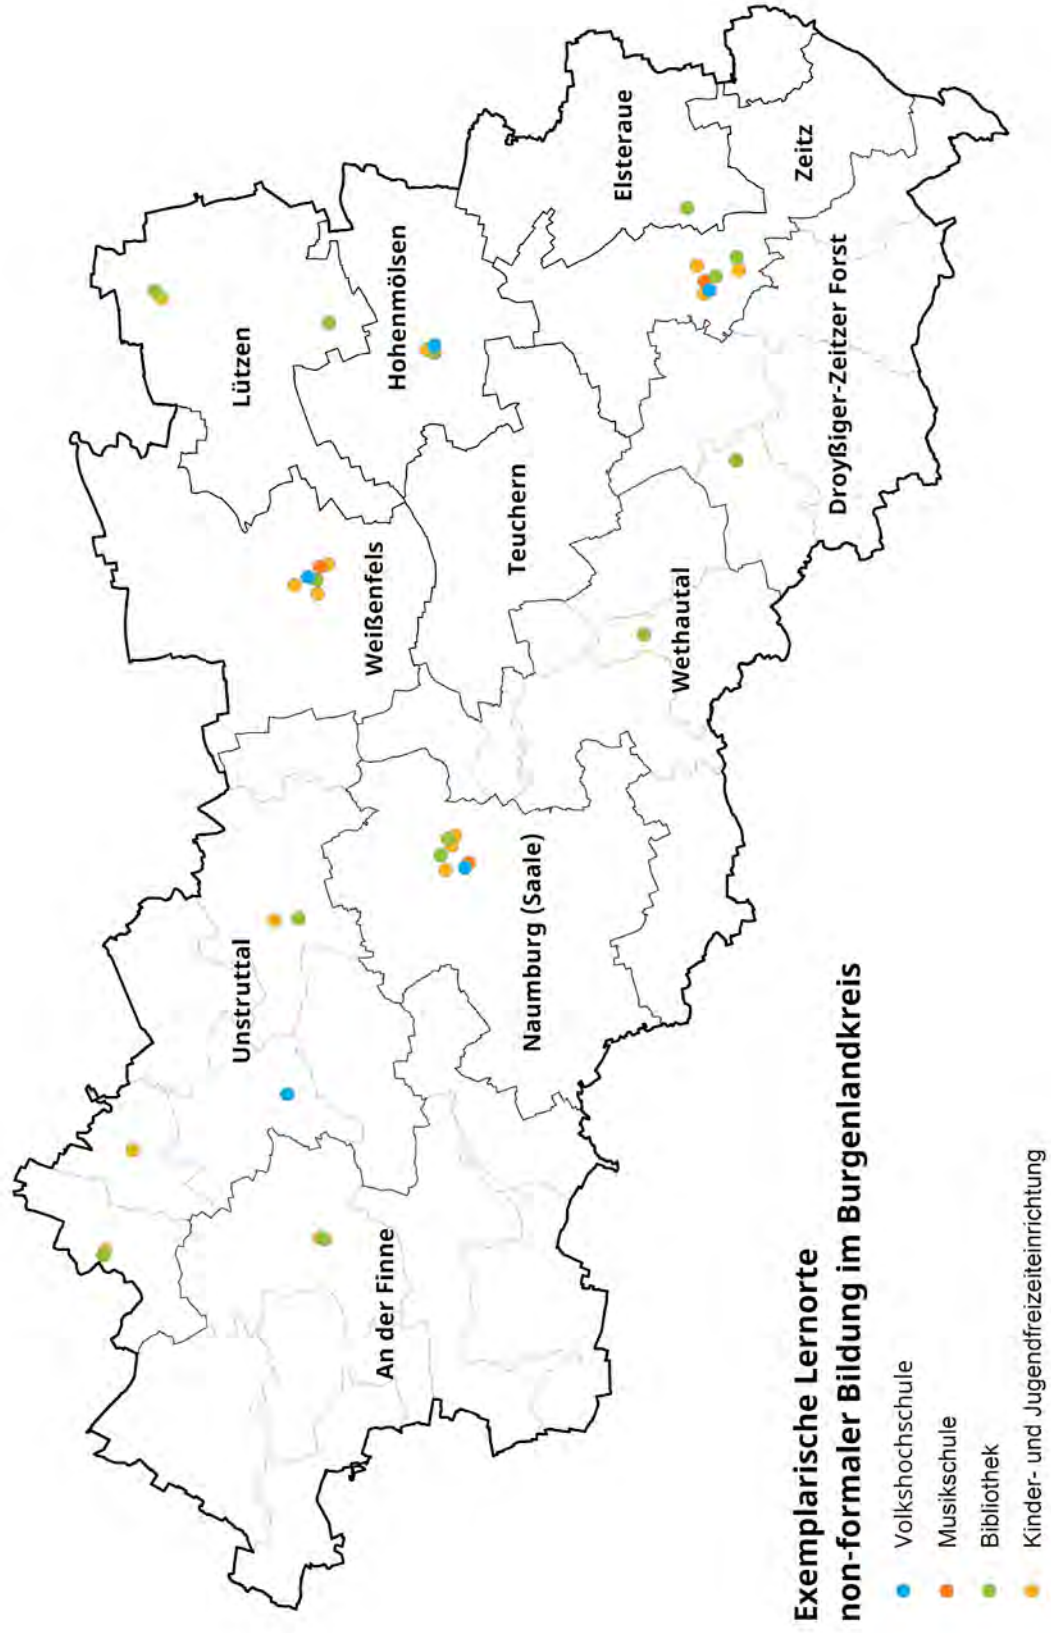 Exemplarische Lernorte
non-formaler Bildung im Burgenlandkreis
Volkshochschule
Musikschule
Bibliothek
Kinder- und Jugendfreizeiteinrichtung
An der Finne
Unstruttal
Naumburg (Saale)
Weißenfels
Wethautal
Teuchern
Lützen
Hohenmölsen
Droyßiger-Zeitzer Forst
Elsteraue
Zeitz